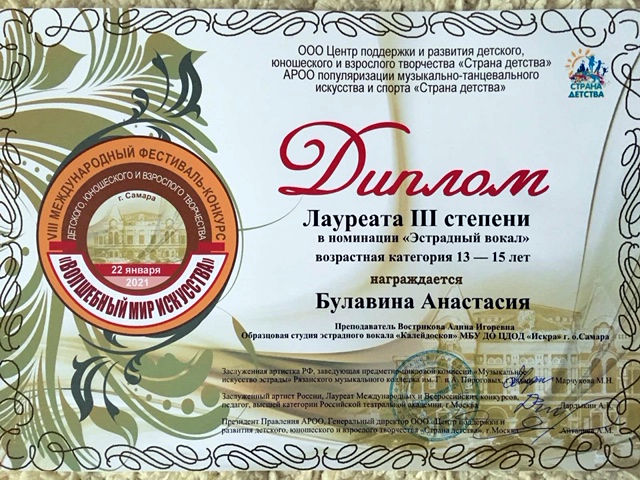 ООО Центр поддержки и развития детского,
юношеского и взрослого творчества «Страна детства»
АРОО популяризации музыкально-танцевального
искусства и спорта «Страна детства»
СТРАНА
ДЕТСТВА
VIII МЕЖДУНАРОДНЫЙ ФЕСТИВАЛЬ-КОНКУРС
ДЕТСКОГО, ЮНОШЕСКОГО И ВЗРОСЛОГО ТВОРЧЕСТВА
г. Самара
22 января
2021
«ВОЛШЕБНЫЙ МИР ИСКУССТВА»
Диплом
Лауреата III степени
в номинации «Эстрадный вокал»
возрастная категория 13 — 15 лет
награждается
Булавина Анастасия
Преподаватель Вострикова Алина Игоревна
Образцовая студия эстрадного вокала «Калейдоскоп» МБУ ДО ЦДОД «Искра» г. о.Самара
Заслуженная артистка РФ, заведующая предметно-цикловой комиссии «Музыкальное
искусство эстрады» Рязанского музыкального колледжа им. Г. и А. Пироговых, Марчукова М.Н.
Заслуженный артист России, Лауреат Международных и Всероссийских конкурсов,
педагог, высшей категории Российской театральной академии, г.Москва Дардыкин А.К.
Президент Правления АРОО, Генеральный директор ООО "Центр поддержки и
развития детского, юношеского и взрослого творчества «Страна детства», г.Москва А.М.